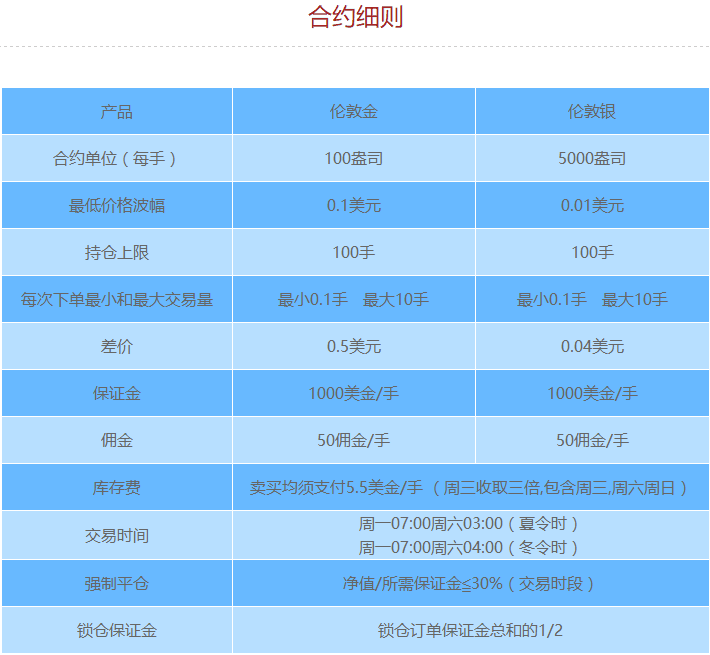 合约细则
产品 伦敦金 伦敦银
合约单位（每手） 100盎司 5000盎司
最低价格波幅 0.1美元 0.01美元
持仓上限 100手 100手
每次下单最小和最大交易量 最小0.1手 最大10手 最小0.1手 最大10手
差价 0.5美元 0.04美元
保证金 1000美金/手 1000美金/手
佣金 50佣金/手 50佣金/手
库存费 卖买均须支付5.5美金/手 （周三收取三倍,包含周三,周六周日）
交易时间 周一07:00周六03:00（夏令时）
周一07:00周六04:00（冬令时）
强制平仓 净值/所需保证金≦30%（交易时段）
锁仓保证金 锁仓订单保证金总和的1/2